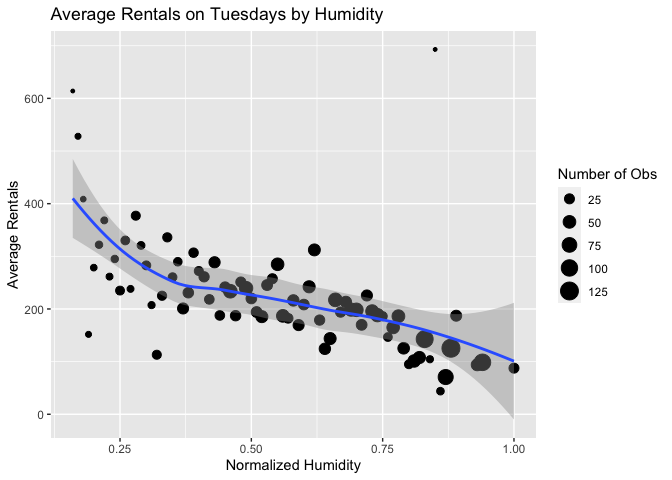 Average Rentals on Tuesdays by Humidity
Average Rentals
600
400
200
0
0.25 0.50 0.75 1.00
Normalized Humidity
Number of Obs
25
50
75
100
125